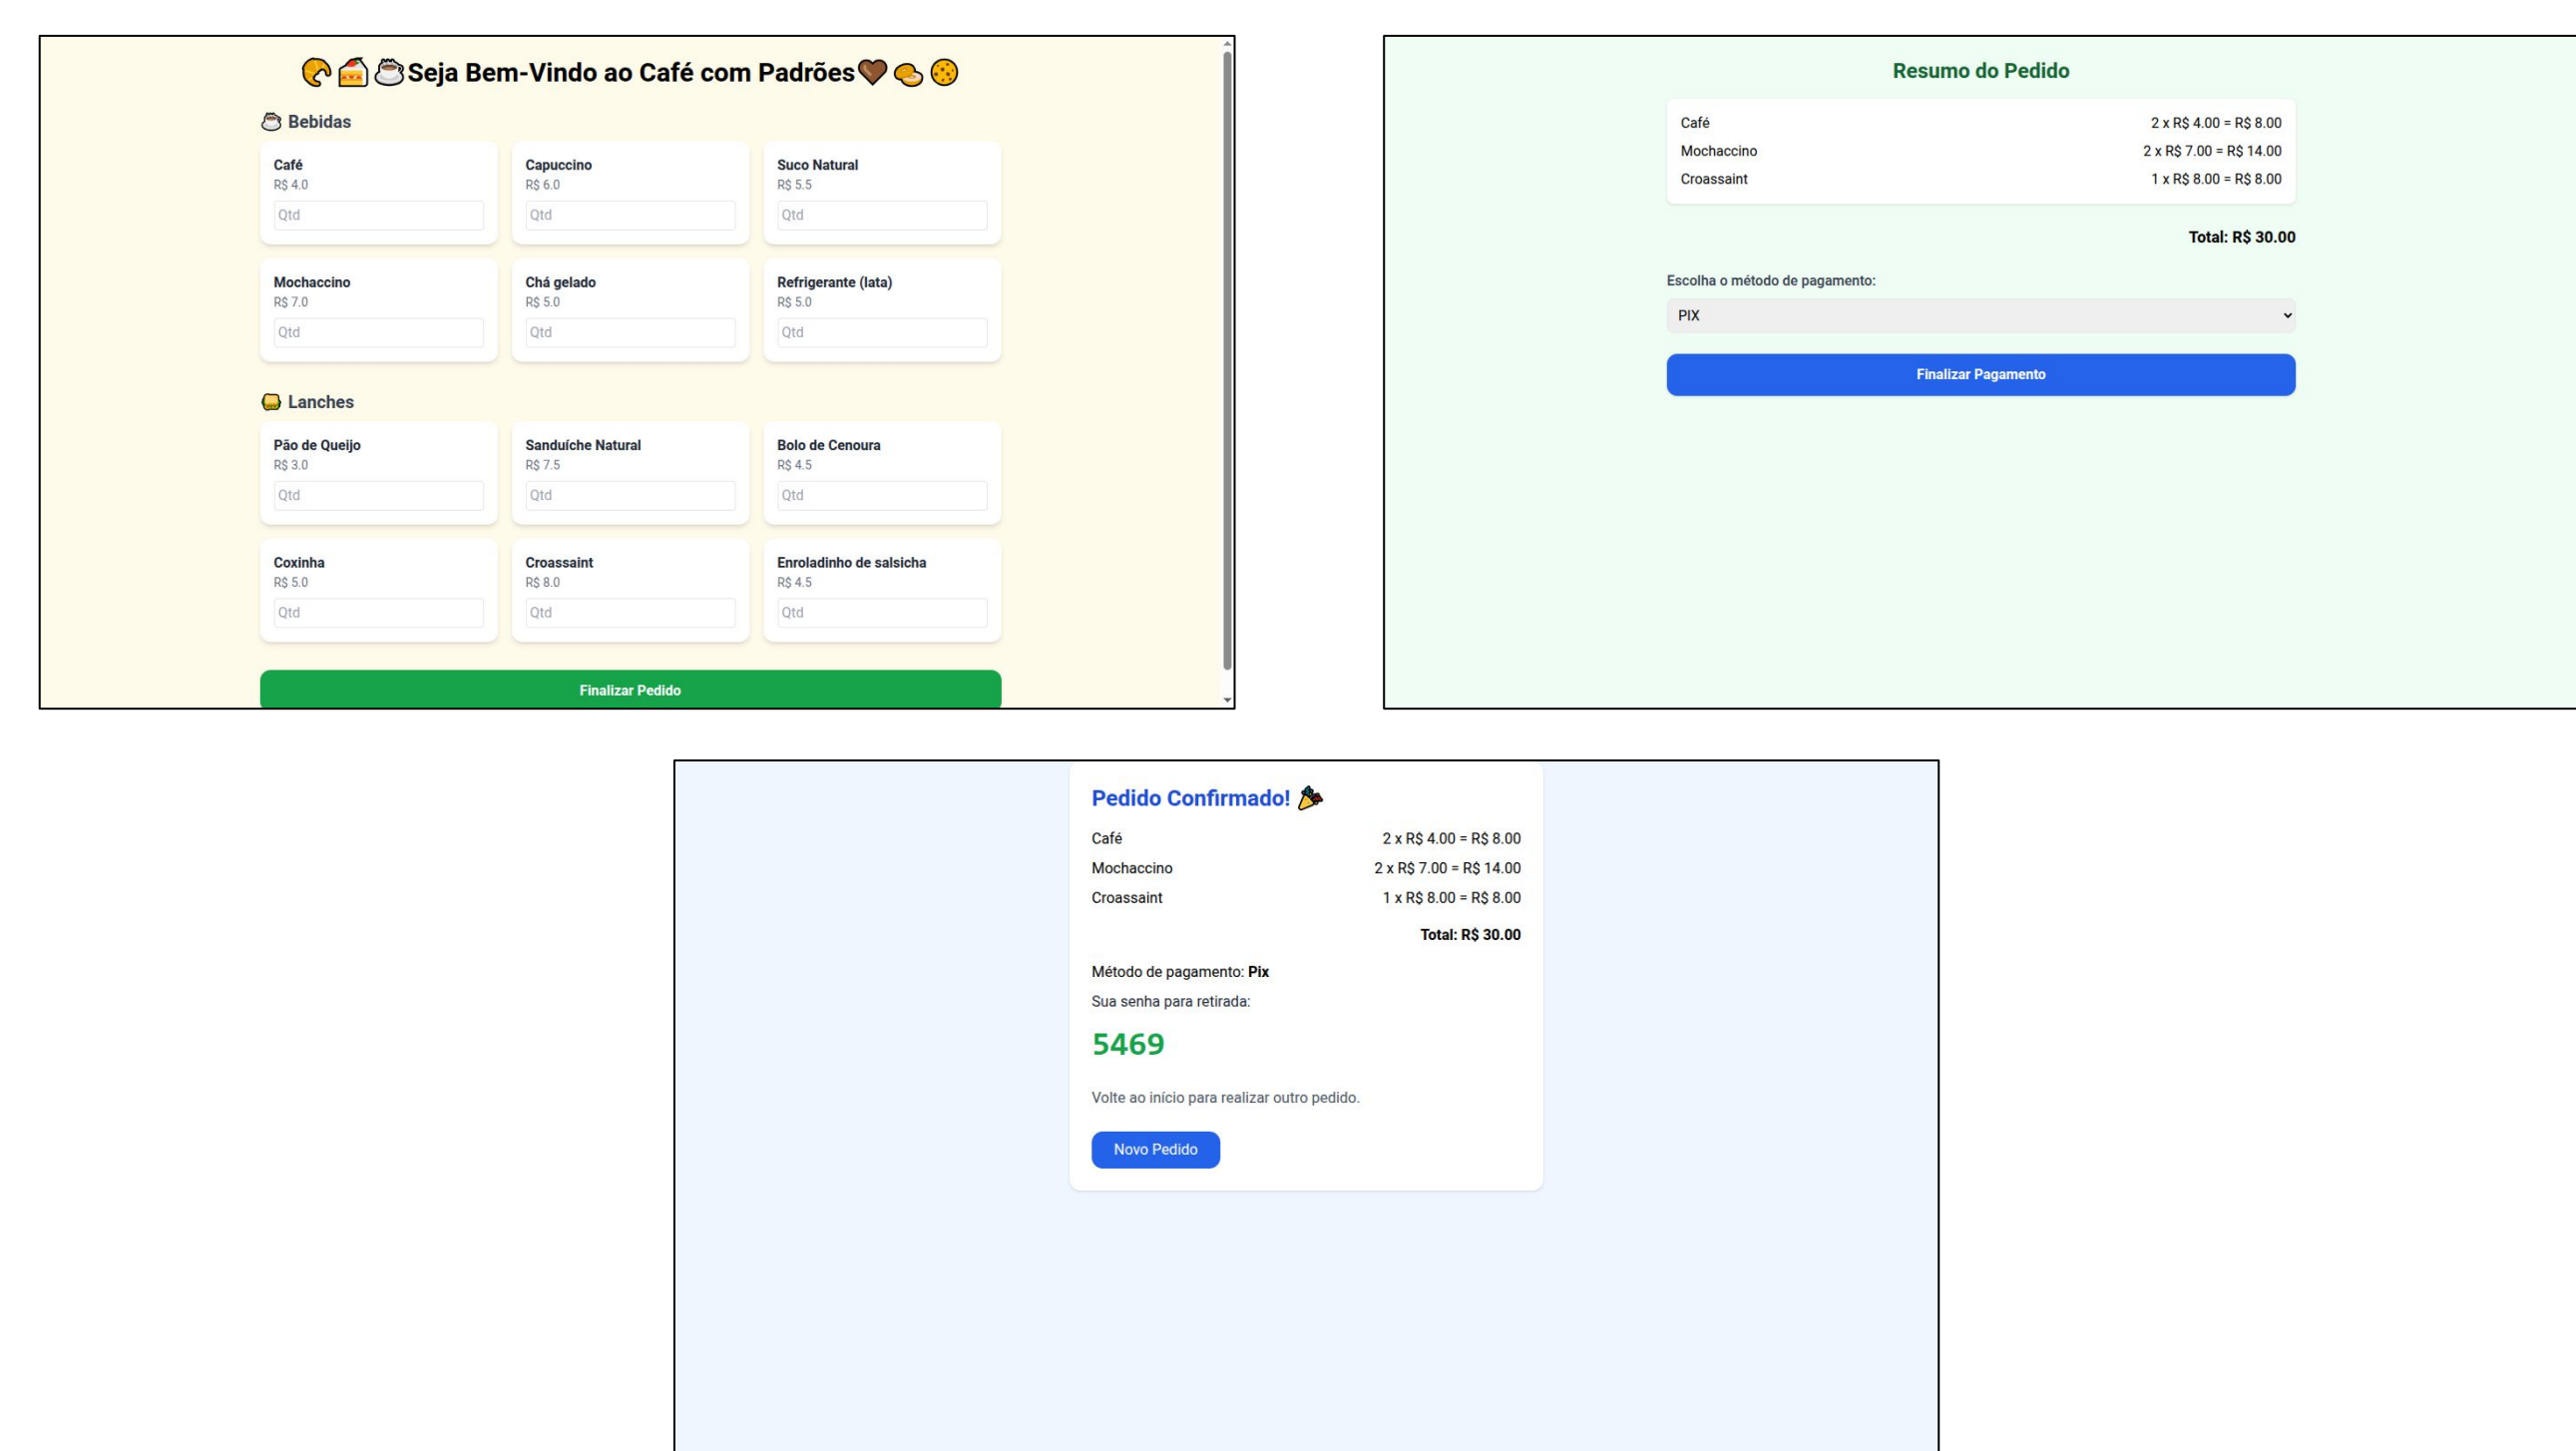 Seja Bem-Vindo ao Café com Padrões
Bebidas
Café
R$ 4.0
Qtd
Capuccino
R$ 6.0
Qtd
Suco Natural
R$ 5.5
Qtd
Mochaccino
R$ 7.0
Qtd
Chá gelado
R$ 5.0
Qtd
Refrigerante (lata)
R$ 5.0
Qtd
Lanches
Pão de Queijo
R$ 3.0
Qtd
Sanduíche Natural
R$ 7.5
Qtd
Bolo de Cenoura
R$ 4.5
Qtd
Coxinha
R$ 5.0
Qtd
Croassaint
R$ 8.0
Qtd
Enroladinho de salsicha
R$ 4.5
Qtd
Finalizar Pedido
Resumo do Pedido
Café 2 x R$ 4.00 = R$ 8.00
Mochaccino 2 x R$ 7.00 = R$ 14.00
Croassaint 1 x R$ 8.00 = R$ 8.00
Total: R$ 30.00
Escolha o método de pagamento:
PIX
Finalizar Pagamento
Pedido Confirmado!
Café 2 x R$ 4.00 = R$ 8.00
Mochaccino 2 x R$ 7.00 = R$ 14.00
Croassaint 1 x R$ 8.00 = R$ 8.00
Total: R$ 30.00
Método de pagamento: Pix
Sua senha para retirada:
5469
Volte ao início para realizar outro pedido.
Novo Pedido